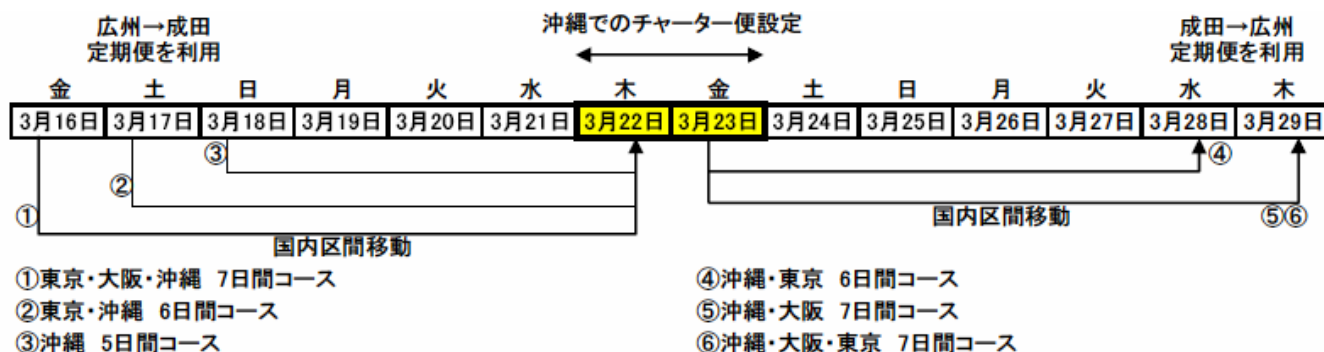 広州→成田
定期便を利用
沖縄でのチャーター便設定
成田→広州
定期便を利用
金 土 日 月 火 水 木 金 土 日 月 火 水 木
3月16日 3月17日 3月18日 3月19日 3月20日 3月21日 3月22日 3月23日 3月24日 3月25日 3月26日 3月27日 3月28日 3月29日
③ ④
②
① 国内区間移動 国内区間移動 ⑤⑥
①東京・大阪・沖縄 7日間コース
②東京・沖縄 6日間コース
③沖縄 5日間コース
④沖縄・東京 6日間コース
⑤沖縄・大阪 7日間コース
⑥沖縄・大阪・東京 7日間コース